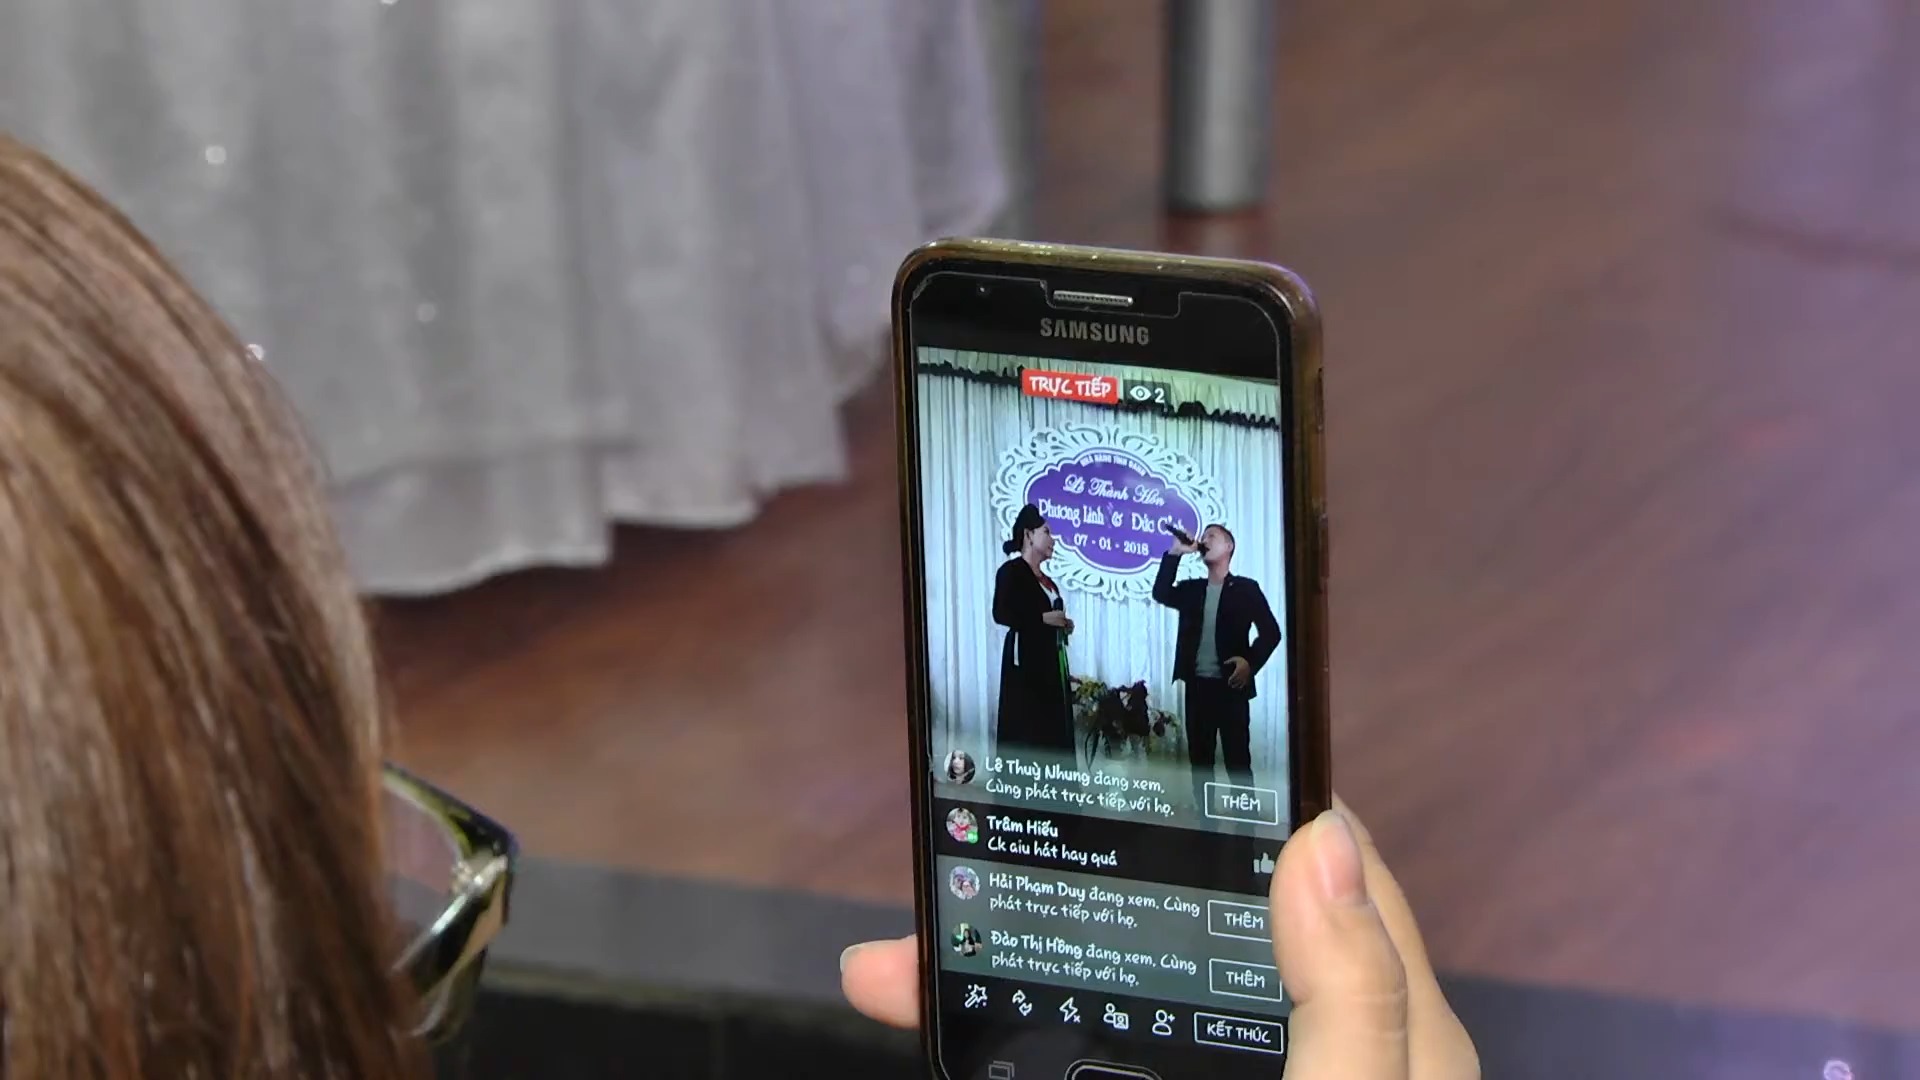 SAMSUNG
TRỰC TIẾP 2
NHÀ HÀNG
Lễ Thành Hôn
Phương Linh & Đắc
07 - 01 - 2018
Lê Thuỳ Nhung đang xem.
Cùng phát trực tiếp với họ.
THÊM
Trâm Hiếu
Ck aiu hát hay quá
Hải Phạm Duy đang xem. Cùng
phát trực tiếp với họ.
THÊM
Đào Thị Hồng đang xem. Cùng
phát trực tiếp với họ.
THÊM
KẾT THÚC